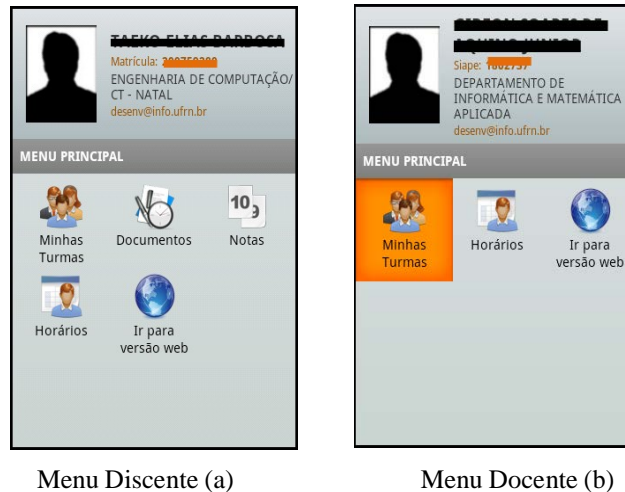 Matrícula:
ENGENHARIA DE COMPUTAÇÃO/
CT - NATAL
desenv@info.ufrn.br
MENU PRINCIPAL
Minhas
Turmas
Documentos
Notas
10 9
Horários
Ir para
versão web
Menu Discente (a)
Siape:
DEPARTAMENTO DE
INFORMÁTICA E MATEMÁTICA
APLICADA
desenv@info.ufrn.br
MENU PRINCIPAL
Minhas
Turmas
Horários
Ir para
versão web
Menu Docente (b)